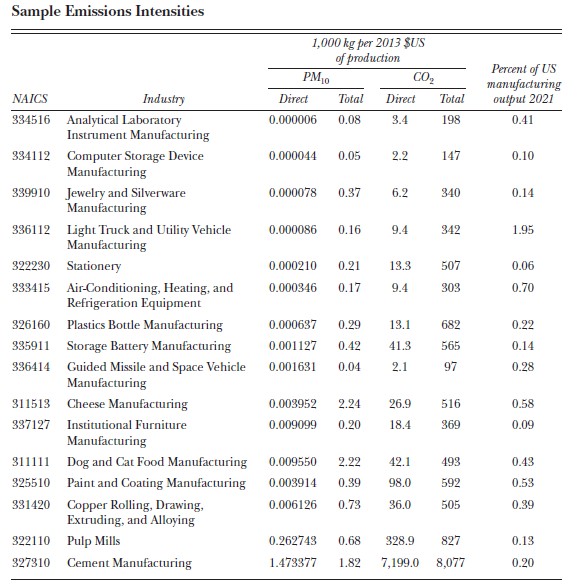 Sample Emissions Intensities
1,000 kg per 2013 $US
of production
Percent of US
manufacturing
output 2021
PM10 CO2
NAICS Industry Direct Total Direct Total
334516 Analytical Laboratory
Instrument Manufacturing 0.000006 0.08 3.4 198 0.41
334112 Computer Storage Device
Manufacturing 0.000044 0.05 2.2 147 0.10
339910 Jewelry and Silverware
Manufacturing 0.000078 0.37 6.2 340 0.14
336112 Light Truck and Utility Vehicle
Manufacturing 0.000086 0.16 9.4 342 1.95
322230 Stationery 0.000210 0.21 13.3 507 0.06
333415 Air-Conditioning, Heating, and
Refrigeration Equipment 0.000346 0.17 9.4 303 0.70
326160 Plastics Bottle Manufacturing 0.000637 0.29 13.1 682 0.22
335911 Storage Battery Manufacturing 0.001127 0.42 41.3 565 0.14
336414 Guided Missile and Space Vehicle
Manufacturing 0.001631 0.04 2.1 97 0.28
311513 Cheese Manufacturing 0.003952 2.24 26.9 516 0.58
337127 Institutional Furniture
Manufacturing 0.009099 0.20 18.4 369 0.09
311111 Dog and Cat Food Manufacturing 0.009550 2.22 42.1 493 0.43
325510 Paint and Coating Manufacturing 0.003914 0.39 98.0 592 0.53
331420 Copper Rolling, Drawing,
Extruding, and Alloying 0.006126 0.73 36.0 505 0.39
322110 Pulp Mills 0.262743 0.68 328.9 827 0.13
327310 Cement Manufacturing 1.473377 1.82 7,199.0 8,077 0.20